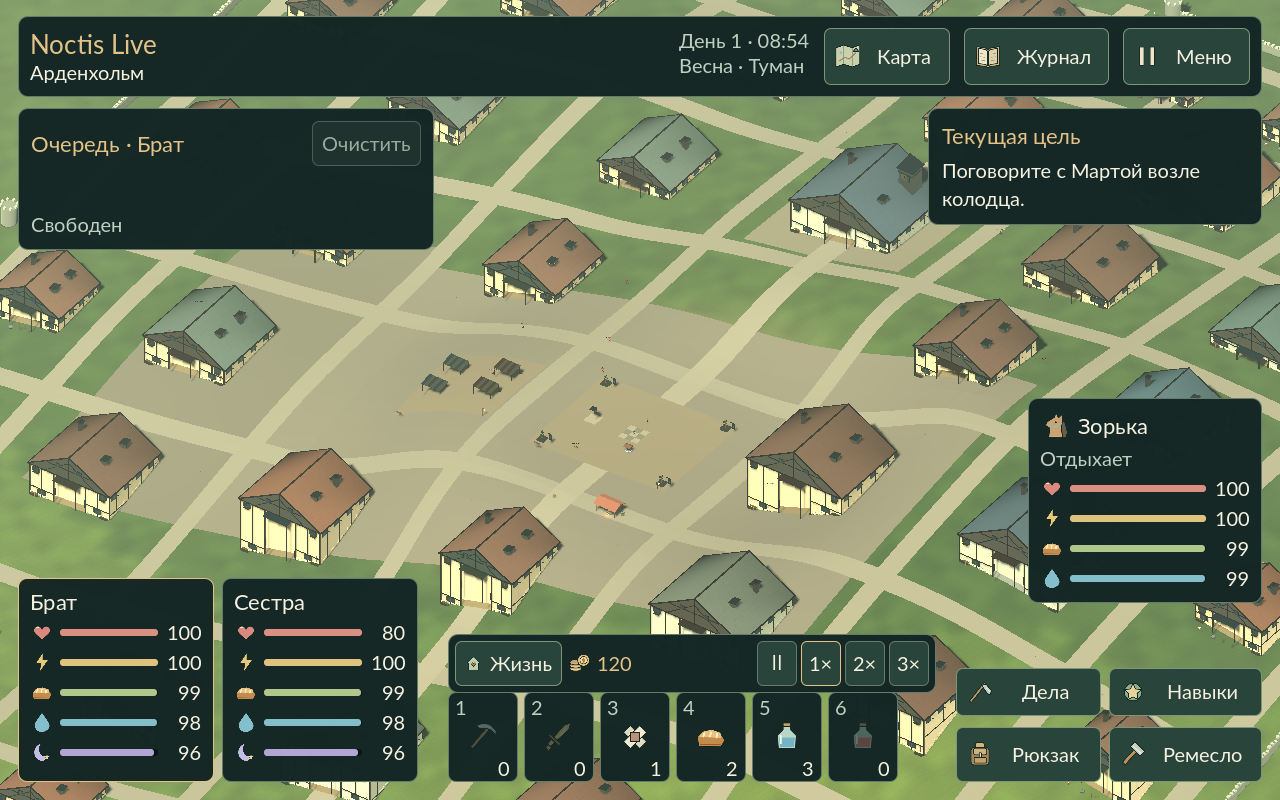 Noctis Live
Арденхольм
День 1 · 08:54
Весна · Туман
Карта
Журнал
Меню
Очередь · Брат
Очистить
Свободен
Текущая цель
Поговорите с Мартой возле
колодца.
Зорька
Отдыхает
100
100
99
99
Брат
100
100
99
98
96
Сестра
80
100
99
98
96
Жизнь
120
1×
2×
3×
1
0
2
0
3
1
4
2
5
3
6
0
Дела
Навыки
Рюкзак
Ремесло